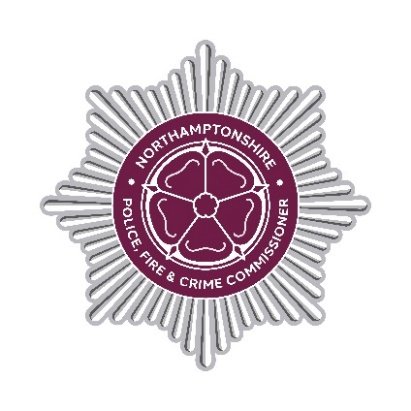 NORTHAMPTONSHIRE
POLICE, FIRE & CRIME COMMISSIONER